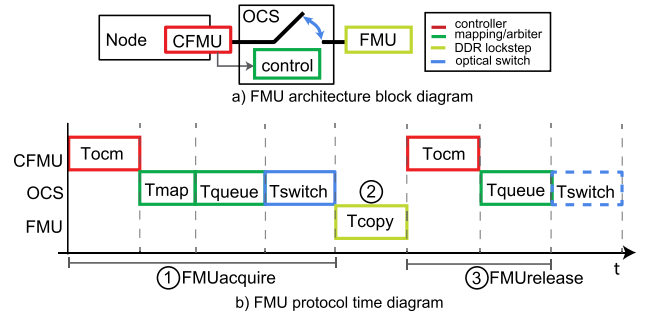 Node
CFMU
OCS
control
FMU
controller
mapping/arbiter
DDR lockstep
optical switch
a) FMU architecture block diagram
CFMU
OCS
FMU
Tocm
Tmap
Tqueue
Tswitch
2
Tcopy
Tocm
Tqueue
Tswitch
1 FMUacquire
3 FMUrelease
t
b) FMU protocol time diagram